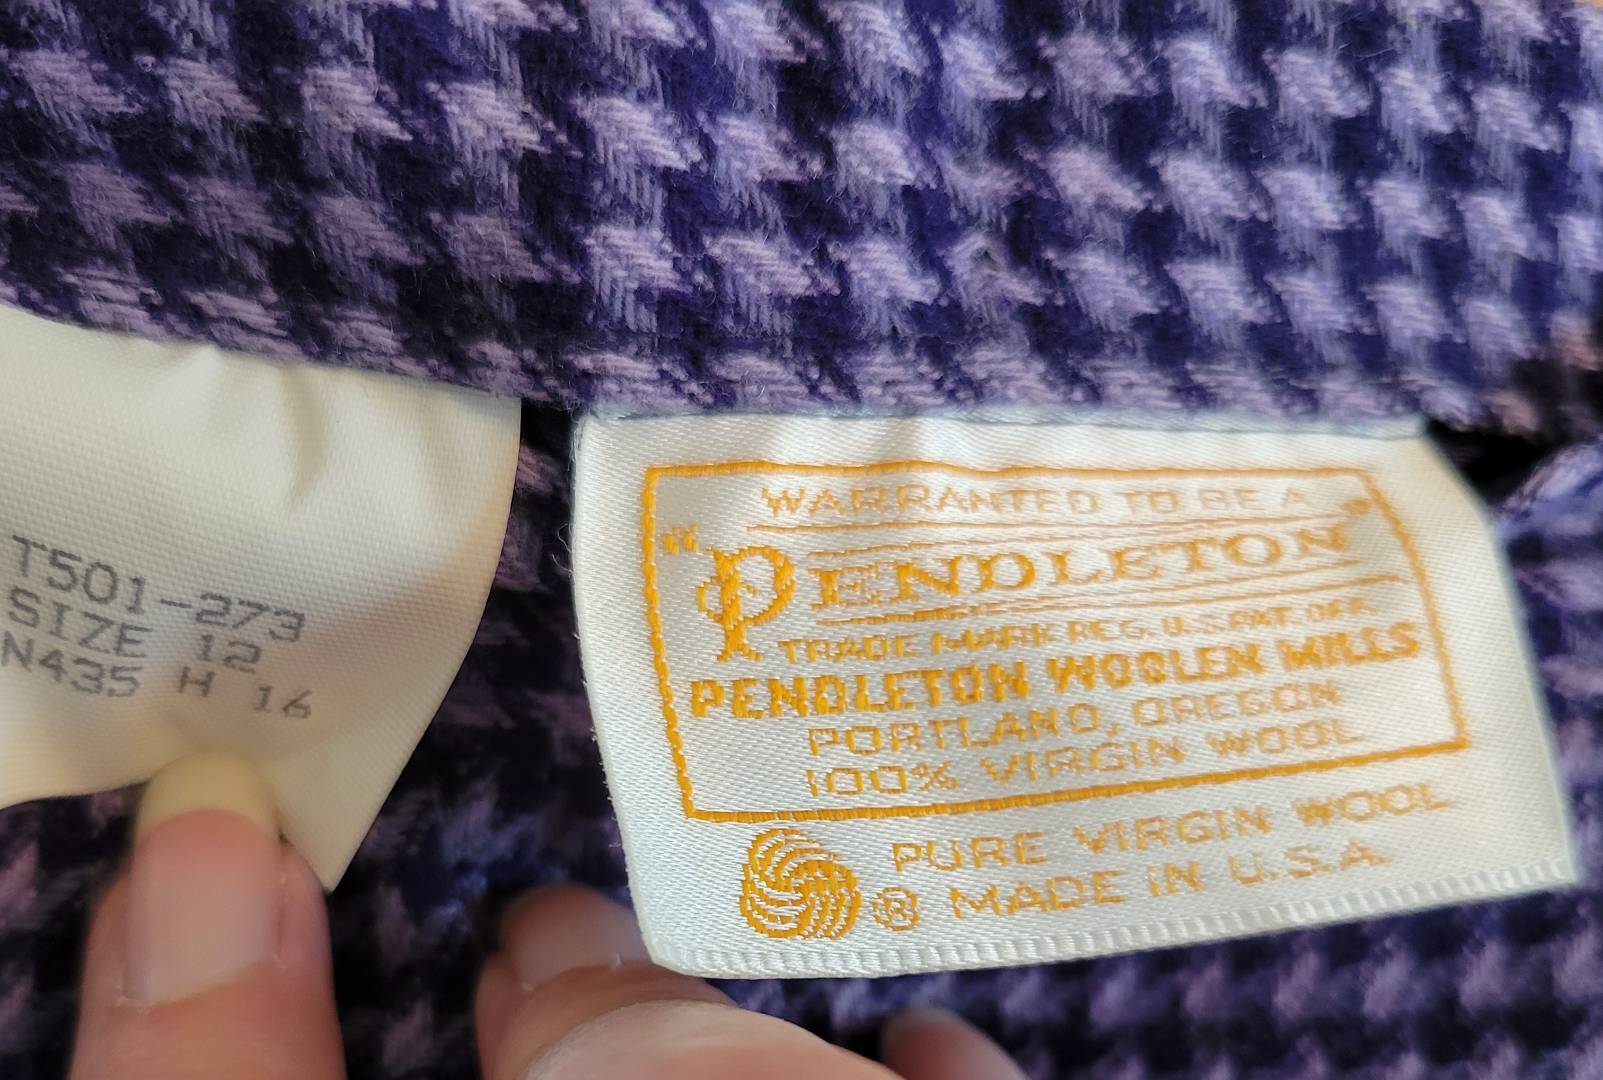 T501-273
SIZE 12
N435 H 16
WARRANTED TO BE A
"PENDLETON"
TRADE MARK REG. U.S. PAT. OFF.
PENDLETON WOOLEN MILLS
PORTLAND, OREGON
100% VIRGIN WOOL
PURE VIRGIN WOOL
® MADE IN U.S.A.